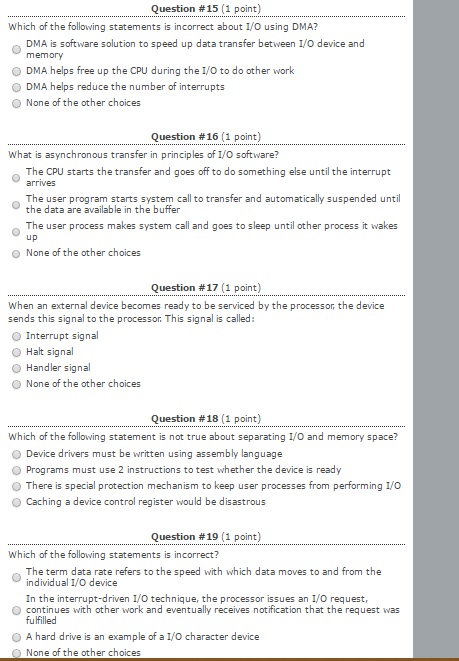 Question #15 (1 point)
Which of the following statements is incorrect about I/O using DMA?
DMA is software solution to speed up data transfer between I/O device and
memory
DMA helps free up the CPU during the I/O to do other work
DMA helps reduce the number of interrupts
None of the other choices
Question #16 (1 point)
What is asynchronous transfer in principles of I/O software?
The CPU starts the transfer and goes off to do something else until the interrupt
arrives
The user program starts system call to transfer and automatically suspended until
the data are available in the buffer
The user process makes system call and goes to sleep until other process it wakes
up
None of the other choices
Question #17 (1 point)
When an external device becomes ready to be serviced by the processor, the device
sends this signal to the processor. This signal is called:
Interrupt signal
Halt signal
Handler signal
None of the other choices
Question #18 (1 point)
Which of the following statement is not true about separating I/O and memory space?
Device drivers must be written using assembly language
Programs must use 2 instructions to test whether the device is ready
There is special protection mechanism to keep user processes from performing I/O
Caching a device control register would be disastrous
Question #19 (1 point)
Which of the following statements is incorrect?
The term data rate refers to the speed with which data moves to and from the
individual I/O device
In the interrupt-driven I/O technique, the processor issues an I/O request,
continues with other work and eventually receives notification that the request was
fulfilled
A hard drive is an example of a I/O character device
None of the other choices